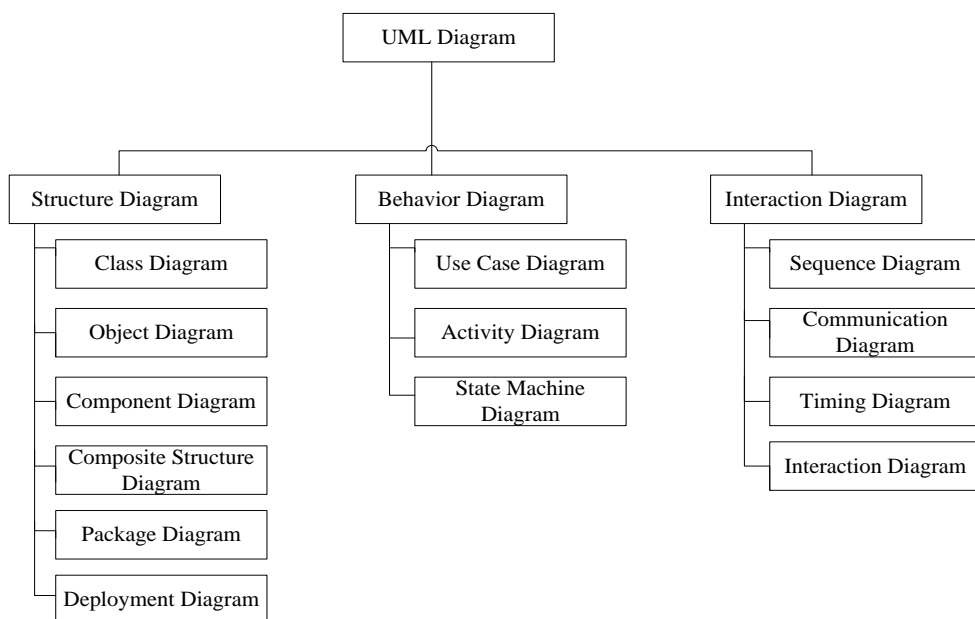 UML Diagram
Structure Diagram
Class Diagram
Object Diagram
Component Diagram
Composite Structure
Diagram
Package Diagram
Deployment Diagram
Behavior Diagram
Use Case Diagram
Activity Diagram
State Machine
Diagram
Interaction Diagram
Sequence Diagram
Communication
Diagram
Timing Diagram
Interaction Diagram